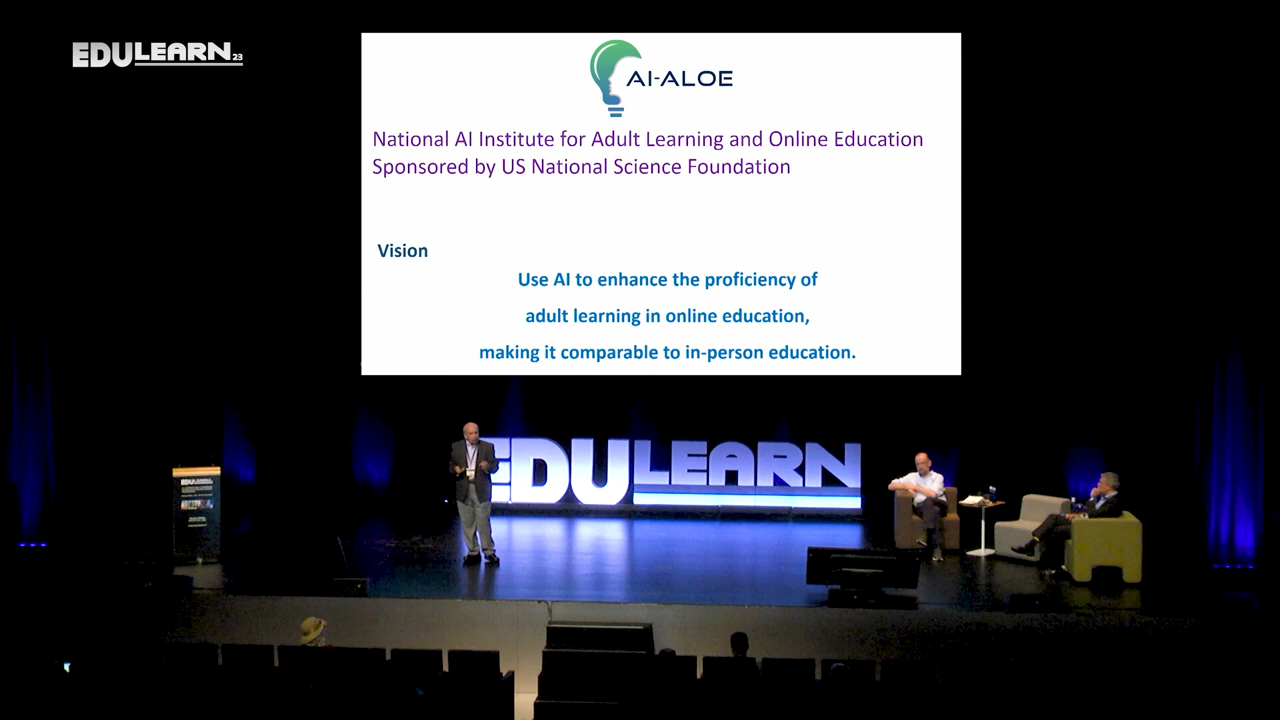 EDULEARN23
AI-ALOE
National AI Institute for Adult Learning and Online Education
Sponsored by US National Science Foundation
Vision
Use AI to enhance the proficiency of
adult learning in online education,
making it comparable to in-person education.
EDULEARN
EDULEARN